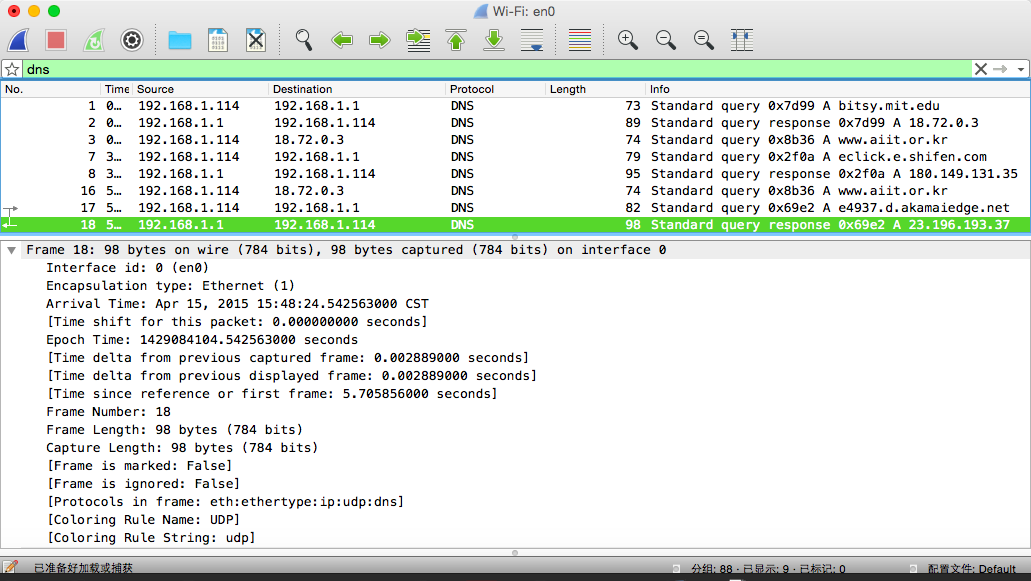 Wi-Fi: en0
dns
No. Time Source Destination Protocol Length Info
1 0… 192.168.1.114 192.168.1.1 DNS 73 Standard query 0x7d99 A bitsy.mit.edu
2 0… 192.168.1.1 192.168.1.114 DNS 89 Standard query response 0x7d99 A 18.72.0.3
3 0… 192.168.1.114 18.72.0.3 DNS 74 Standard query 0x8b36 A www.aiit.or.kr
7 3… 192.168.1.114 192.168.1.1 DNS 79 Standard query 0x2f0a A eclick.e.shifen.com
8 3… 192.168.1.1 192.168.1.114 DNS 95 Standard query response 0x2f0a A 180.149.131.35
16 5… 192.168.1.114 18.72.0.3 DNS 74 Standard query 0x8b36 A www.aiit.or.kr
17 5… 192.168.1.114 192.168.1.1 DNS 82 Standard query 0x69e2 A e4937.d.akamaiedge.net
18 5… 192.168.1.1 192.168.1.114 DNS 98 Standard query response 0x69e2 A 23.196.193.37
Frame 18: 98 bytes on wire (784 bits), 98 bytes captured (784 bits) on interface 0
Interface id: 0 (en0)
Encapsulation type: Ethernet (1)
Arrival Time: Apr 15, 2015 15:48:24.542563000 CST
[Time shift for this packet: 0.000000000 seconds]
Epoch Time: 1429084104.542563000 seconds
[Time delta from previous captured frame: 0.002889000 seconds]
[Time delta from previous displayed frame: 0.002889000 seconds]
[Time since reference or first frame: 5.705856000 seconds]
Frame Number: 18
Frame Length: 98 bytes (784 bits)
Capture Length: 98 bytes (784 bits)
[Frame is marked: False]
[Frame is ignored: False]
[Protocols in frame: eth:ethertype:ip:udp:dns]
[Coloring Rule Name: UDP]
[Coloring Rule String: udp]
已准备好加载或捕获 分组: 88 · 已显示: 9 · 已标记: 0 配置文件: Default